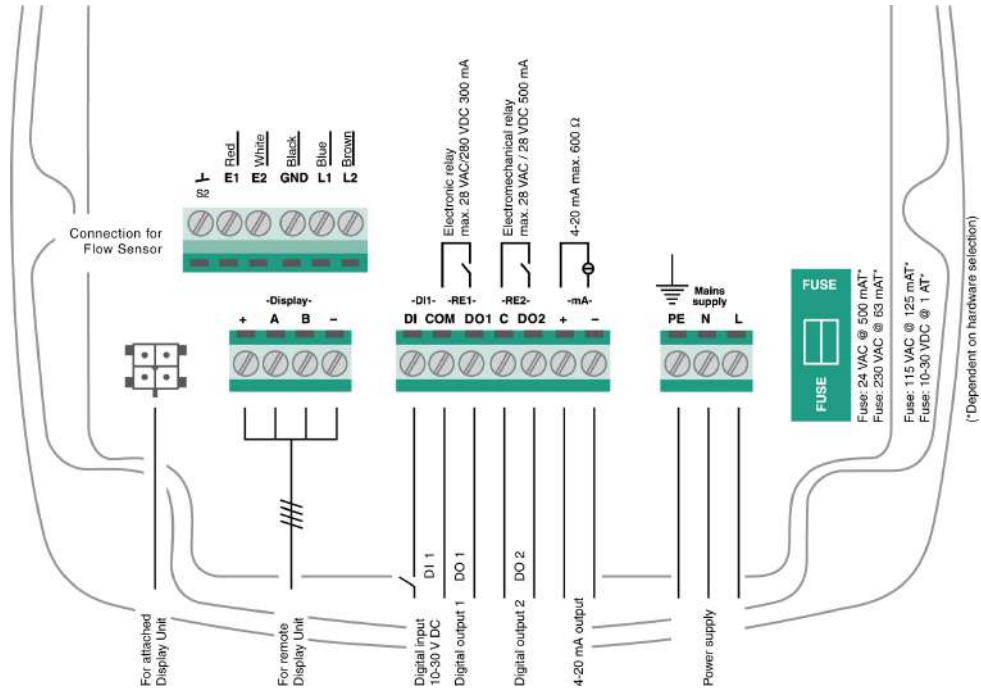 Red
White
Black
Blue
Brown
E1
E2
GND
L1
L2
S2
Connection for
Flow Sensor
Electronic relay
max. 28 VAC/280 VDC 300 mA
Electromechanical relay
max. 28 VAC / 28 VDC 500 mA
4-20 mA max. 600 Ω
-Display-
+ A B –
-DI1- -RE1- -RE2- -mA-
DI COM DO1 C DO2 + –
Mains
supply
PE N L
FUSE
FUSE
Fuse: 24 VAC @ 500 mAT*
Fuse: 230 VAC @ 63 mAT*
Fuse: 115 VAC @ 125 mAT*
Fuse: 10-30 VDC @ 1 AT*
(*Dependent on hardware selection)
DI 1
DO 1
DO 2
For attached
Display Unit
For remote
Display Unit
Digital input
10-30 V DC
Digital output 1
Digital output 2
4-20 mA output
Power supply